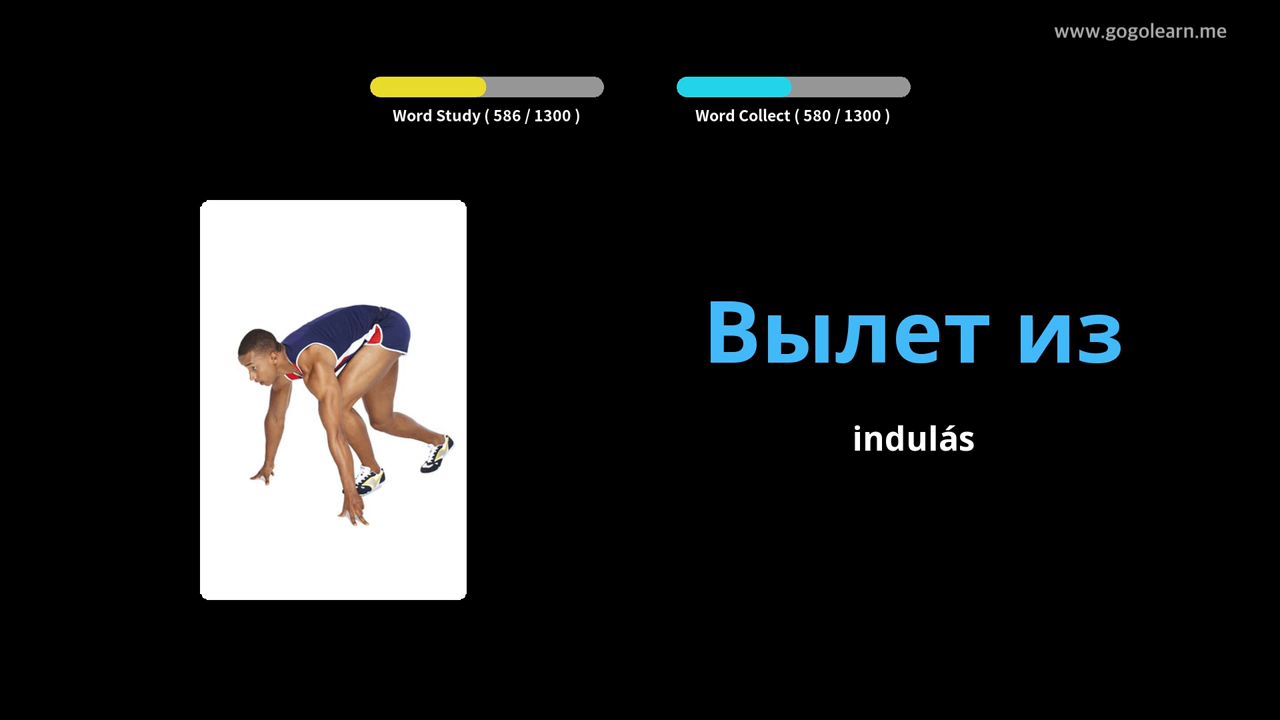 www.gogolearn.me
Word Study ( 586 / 1300 )
Word Collect ( 580 / 1300 )
Вылет из
indulás